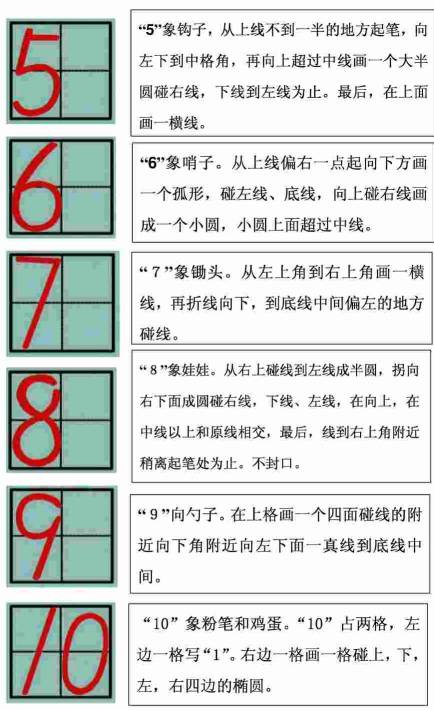 5
“5”象钩子，从上线不到一半的地方起笔，向
左下到中格角，再向上超过中线画一个大半
圆碰右线，下线到左线为止。最后，在上面
画一横线。
6
“6”象哨子。从上线偏右一点起向下方画
一个孤形，碰左线、底线，向上碰右线画
成一个小圆，小圆上面超过中线。
7
“7”象锄头。从左上角到右上角画一横
线，再折线向下，到底线中间偏左的地方
碰线。
8
“8”象娃娃。从右上碰线到左线成半圆，拐向
右下面成圆碰右线，下线、左线，在向上，在
中线以上和原线相交，最后，线到右上角附近
稍离起笔处为止。不封口。
9
“9”向勺子。在上格画一个四面碰线的附
近向下角附近向左下面一真线到底线中
间。
10
“10”象粉笔和鸡蛋。“10”占两格，左
边一格写“1”。右边一格画一格碰上，下，
左，右四边的椭圆。